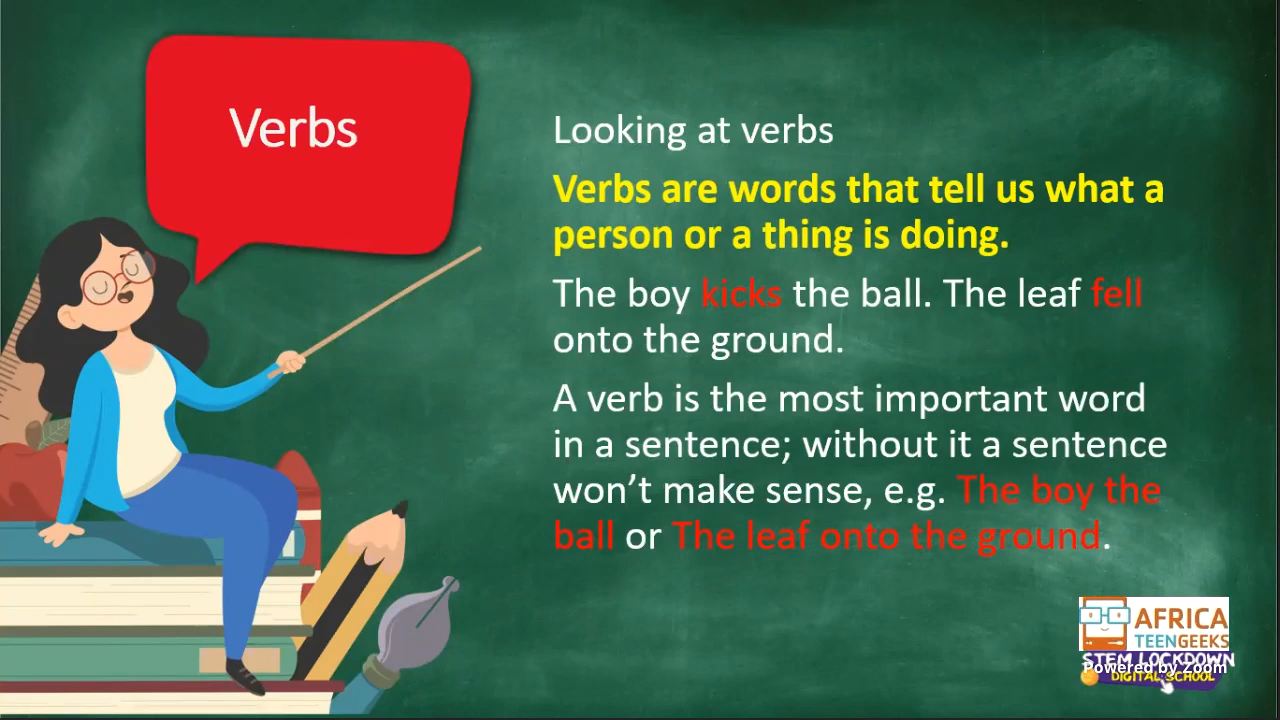 Verbs
Looking at verbs
Verbs are words that tell us what a
person or a thing is doing.
The boy kicks the ball. The leaf fell
onto the ground.
A verb is the most important word
in a sentence; without it a sentence
won’t make sense, e.g. The boy the
ball or The leaf onto the ground.
AFRICA
TEENGEEKS
STEM LOCKDOWN
Powered by Zoom
DIGITAL SCHOOL